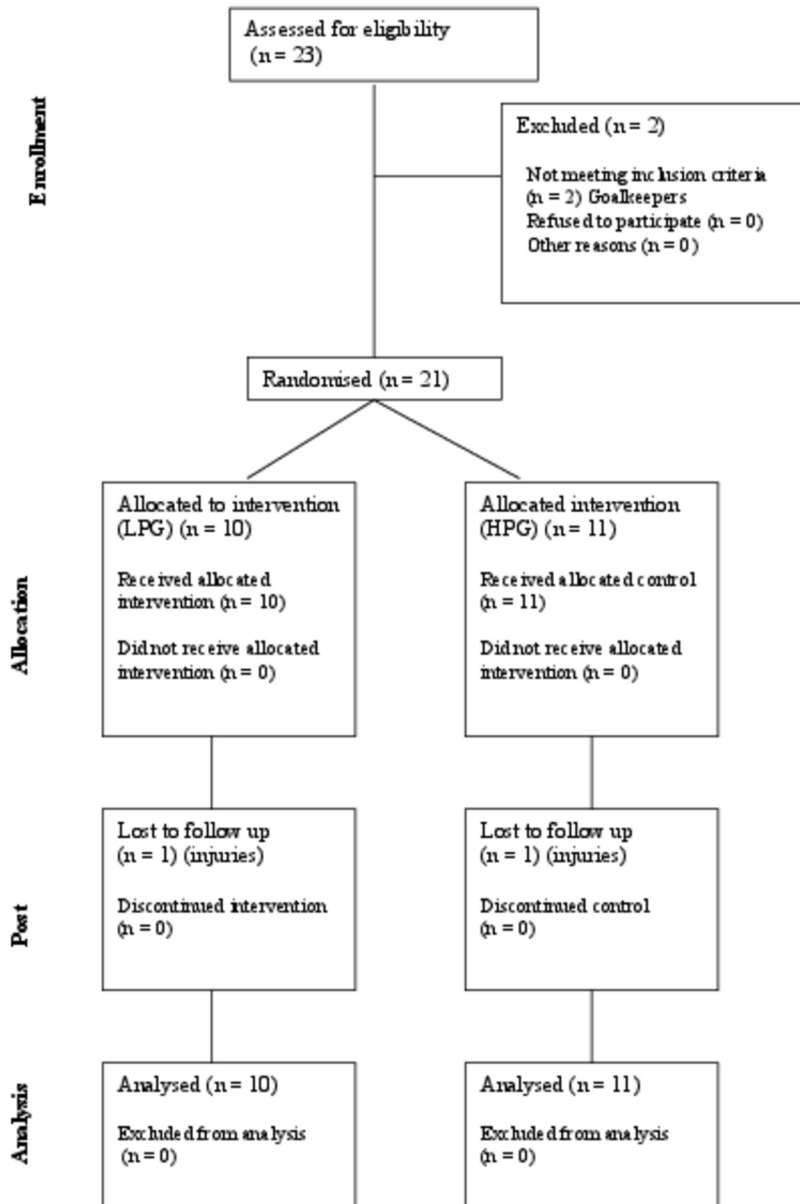 Assessed for eligibility
(n = 23)
Enrollment
Excluded (n = 2)
Not meeting inclusion criteria
(n = 2) Goalkeepers
Refused to participate (n = 0)
Other reasons (n = 0)
Randomised (n = 21)
Allocation
Allocated to intervention
(LPG) (n = 10)
Received allocated
intervention (n = 10)
Did not receive allocated
intervention (n = 0)
Allocated intervention
(HPG) (n = 11)
Received allocated control
(n = 11)
Did not receive allocated
intervention (n = 0)
Post
Lost to follow up
(n = 1) (injuries)
Discontinued intervention
(n = 0)
Lost to follow up
(n = 1) (injuries)
Discontinued control
(n = 0)
Analysis
Analysed (n = 10)
Excluded from analysis
(n = 0)
Analysed (n = 11)
Excluded from analysis
(n = 0)